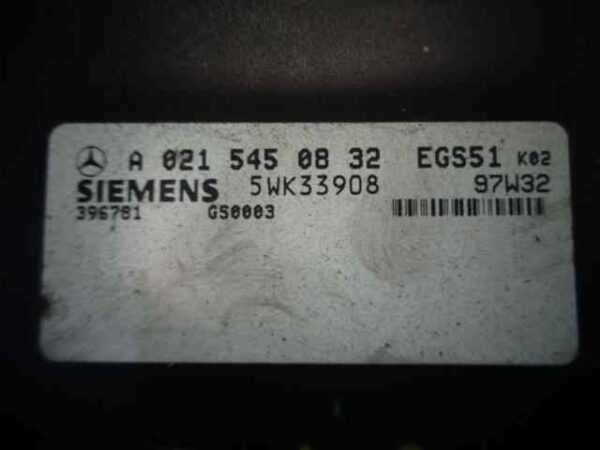 A 021 545 08 32 EGS51 K02
SIEMENS 5WK33908 97W32
396781 GS0003